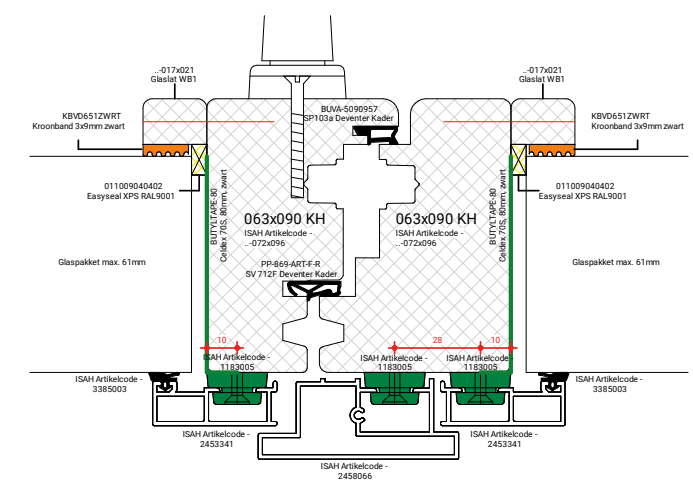 ..-017x021
Glaslat WB1
..-017x021
Glaslat WB1
KBVD651ZWRT
Kroonband 3x9mm zwart
BUVA-5090957
SP103a Deventer Kader
KBVD651ZWRT
Kroonband 3x9mm zwart
011009040402
Easyseal XPS RAL9001
BUTYLTAPE-80
Celdex 70S, 80mm, zwart
063x090 KH
ISAH Artikelcode -
..-072x096
063x090 KH
ISAH Artikelcode -
..-072x096
BUTYLTAPE-80
Celdex 70S, 80mm, zwart
011009040402
Easyseal XPS RAL9001
Glaspakket max. 61mm
PP-869-ART-F-R
SV 712F Deventer Kader
Glaspakket max. 61mm
10
28
10
ISAH Artikelcode -
1183005
ISAH Artikelcode -
1183005
ISAH Artikelcode -
1183005
ISAH Artikelcode -
3385003
ISAH Artikelcode -
3385003
ISAH Artikelcode -
2453341
ISAH Artikelcode -
2453341
ISAH Artikelcode -
2458066